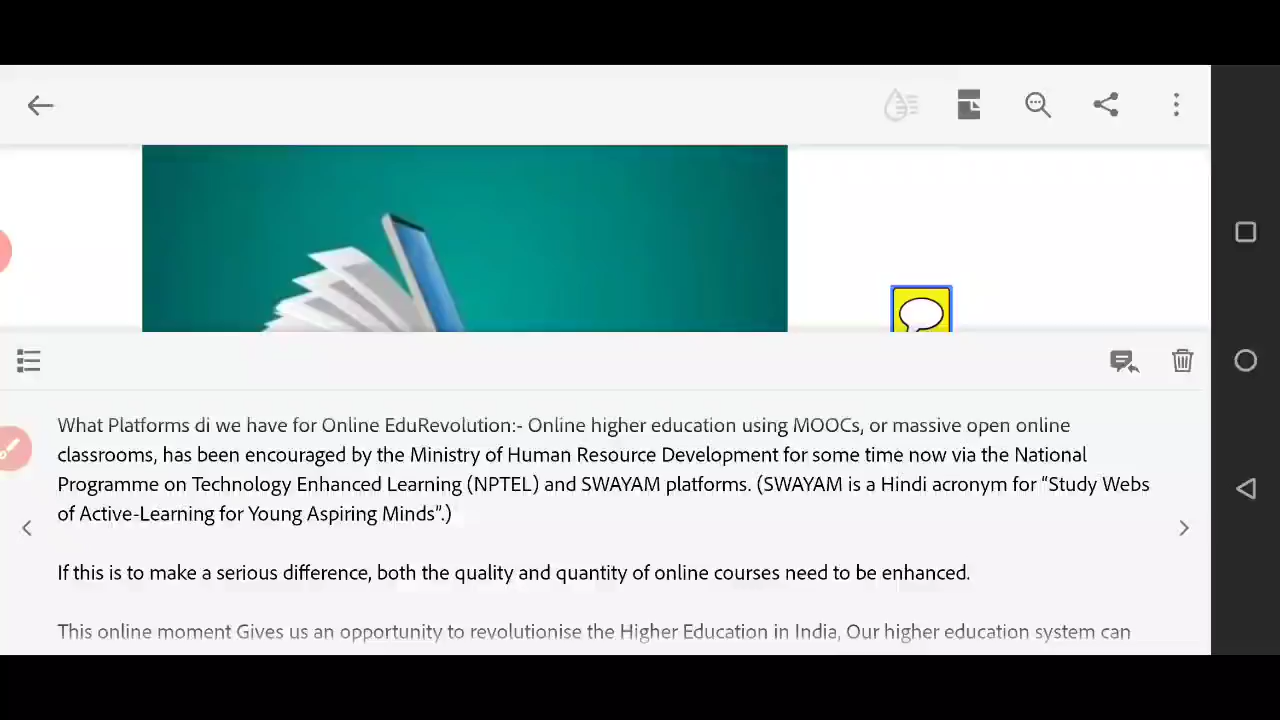 What Platforms di we have for Online EduRevolution:- Online higher education using MOOCs, or massive open online
classrooms, has been encouraged by the Ministry of Human Resource Development for some time now via the National
Programme on Technology Enhanced Learning (NPTEL) and SWAYAM platforms. (SWAYAM is a Hindi acronym for “Study Webs
of Active-Learning for Young Aspiring Minds”.)
If this is to make a serious difference, both the quality and quantity of online courses need to be enhanced.
This online moment Gives us an opportunity to revolutionise the Higher Education in India, Our higher education system can